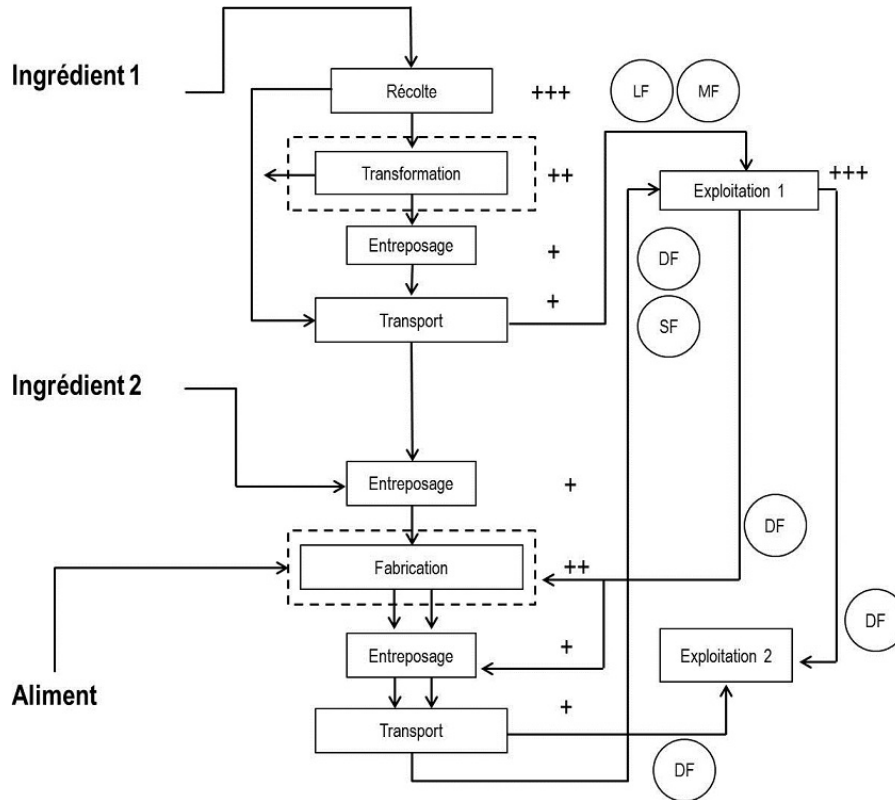 Ingrédient 1
Récolte
+++
LF
MF
Transformation
++
Exploitation 1
+++
Entreposage
+
DF
Transport
+
SF
Ingrédient 2
Entreposage
+
DF
Fabrication
++
DF
Entreposage
+
Exploitation 2
Aliment
Transport
+
DF